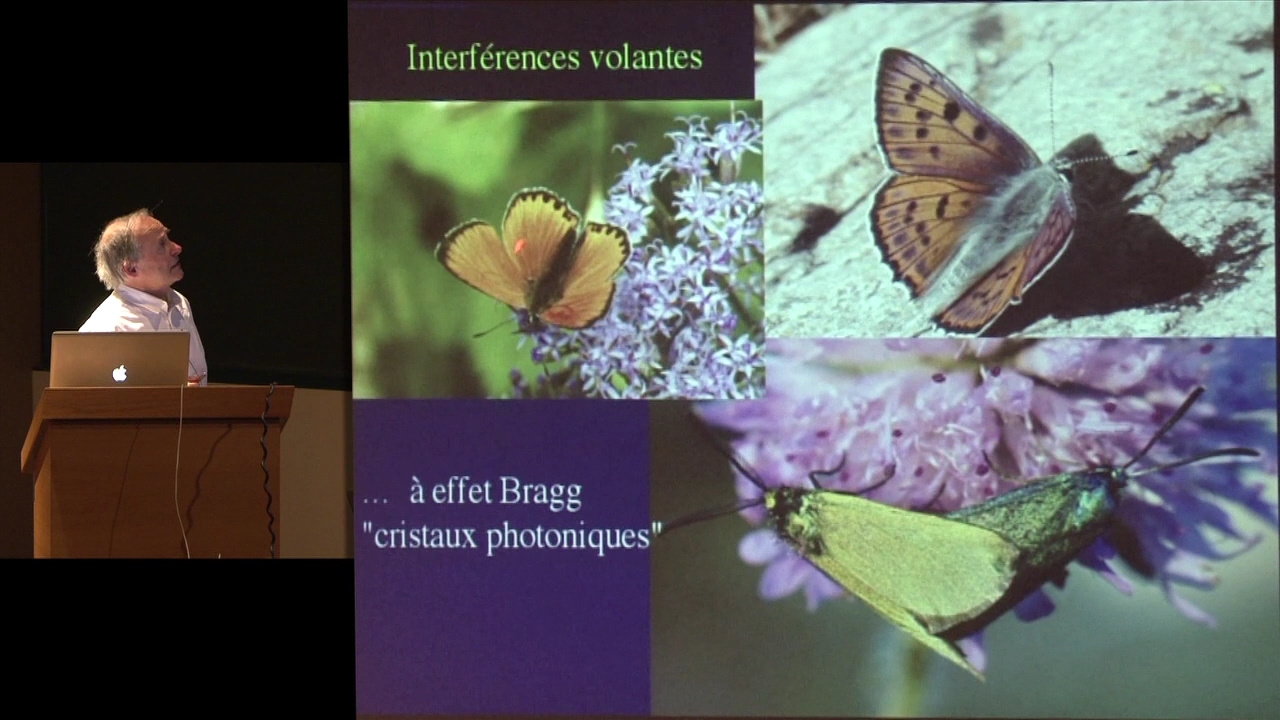 Interférences volantes
... à effet Bragg
"cristaux photoniques"